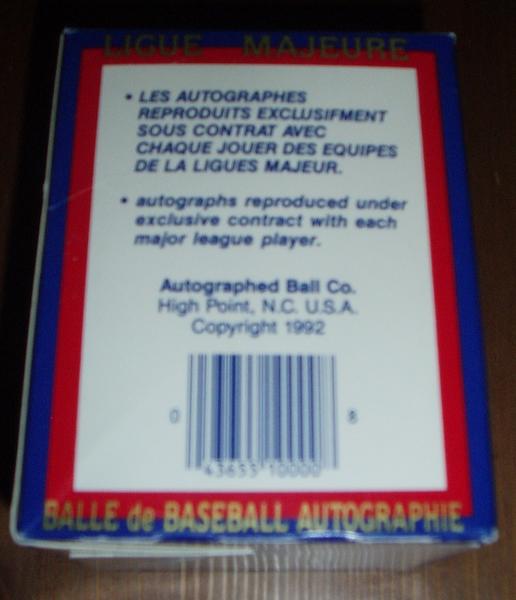 LIGUE MAJEURE
• LES AUTOGRAPHES
REPRODUITS EXCLUSIFMENT
SOUS CONTRAT AVEC
CHAQUE JOUER DES EQUIPES
DE LA LIGUES MAJEUR.
• autographs reproduced under
exclusive contract with each
major league player.
Autographed Ball Co.
High Point, N.C. U.S.A.
Copyright 1992
0 43655 10000 8
BALLE de BASEBALL AUTOGRAPHIE